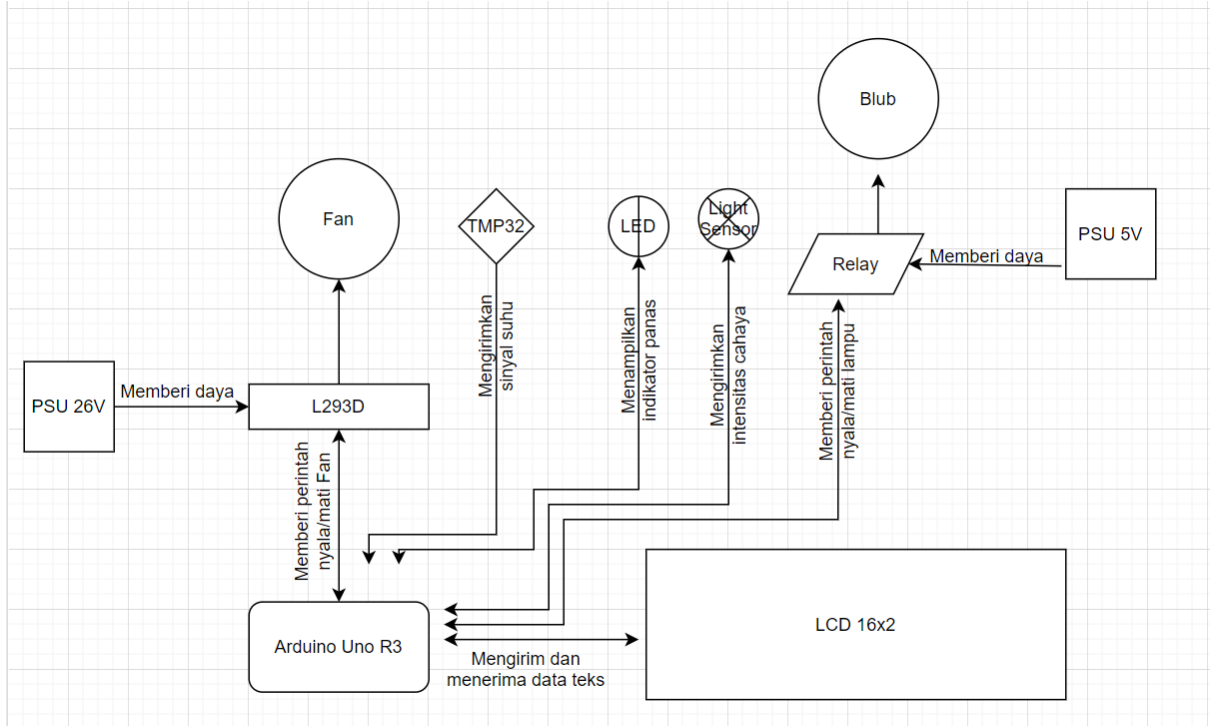 Blub
Fan
TMP32
LED
Light
Sensor
PSU 5V
Relay
Memberi daya
Mengirimkan
sinyal suhu
Menampilkan
indikator panas
Mengirimkan
intensitas cahaya
Memberi perintah
nyala/mati lampu
PSU 26V
Memberi daya
L293D
Memberi perintah
nyala/mati Fan
Arduino Uno R3
Mengirim dan
menerima data teks
LCD 16x2